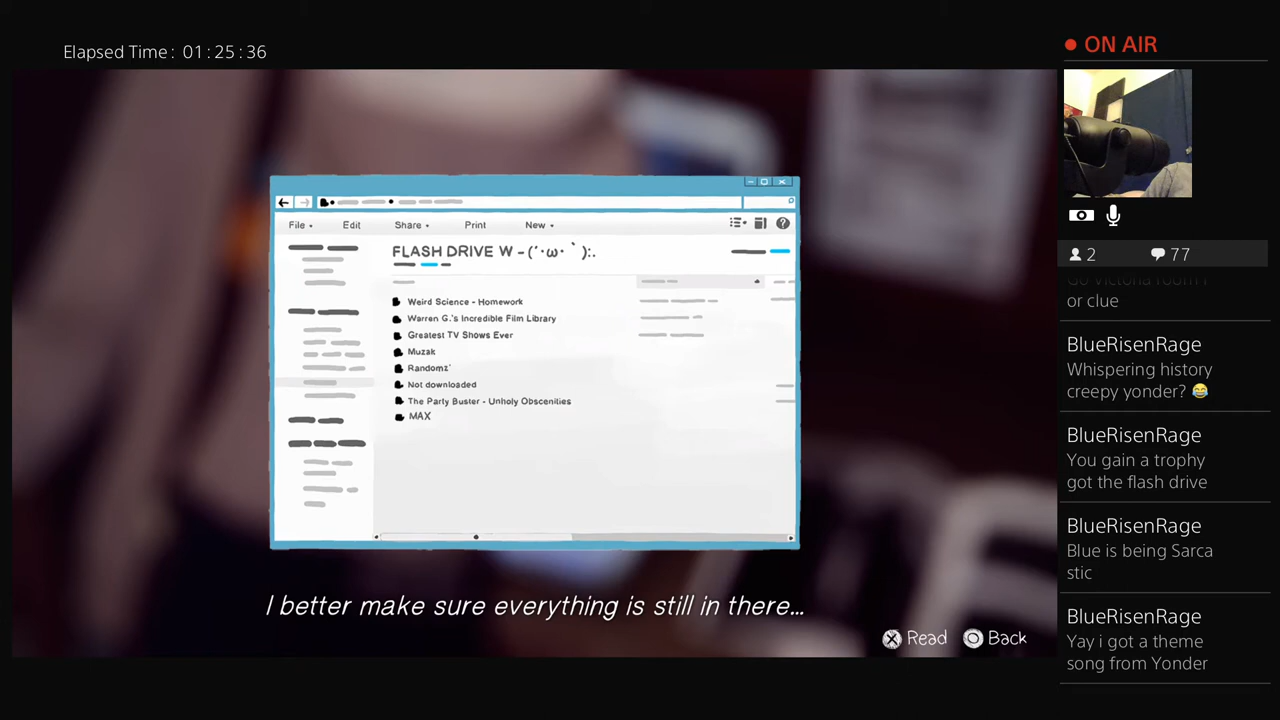 Elapsed Time: 01:25:36
ON AIR
2
77
File
Edit
Share
Print
New
?
FLASH DRIVE W - (´･ω･｀):.
Weird Science - Homework
Warren G.'s Incredible Film Library
Greatest TV Shows Ever
Muzak
Randomz'
Not downloaded
The Party Buster - Unholy Obscenities
MAX
I better make sure everything is still in there...
Read
Back
or clue
BlueRisenRage
Whispering history
creepy yonder? 😂
BlueRisenRage
You gain a trophy
got the flash drive
BlueRisenRage
Blue is being Sarca
stic
BlueRisenRage
Yay i got a theme
song from Yonder